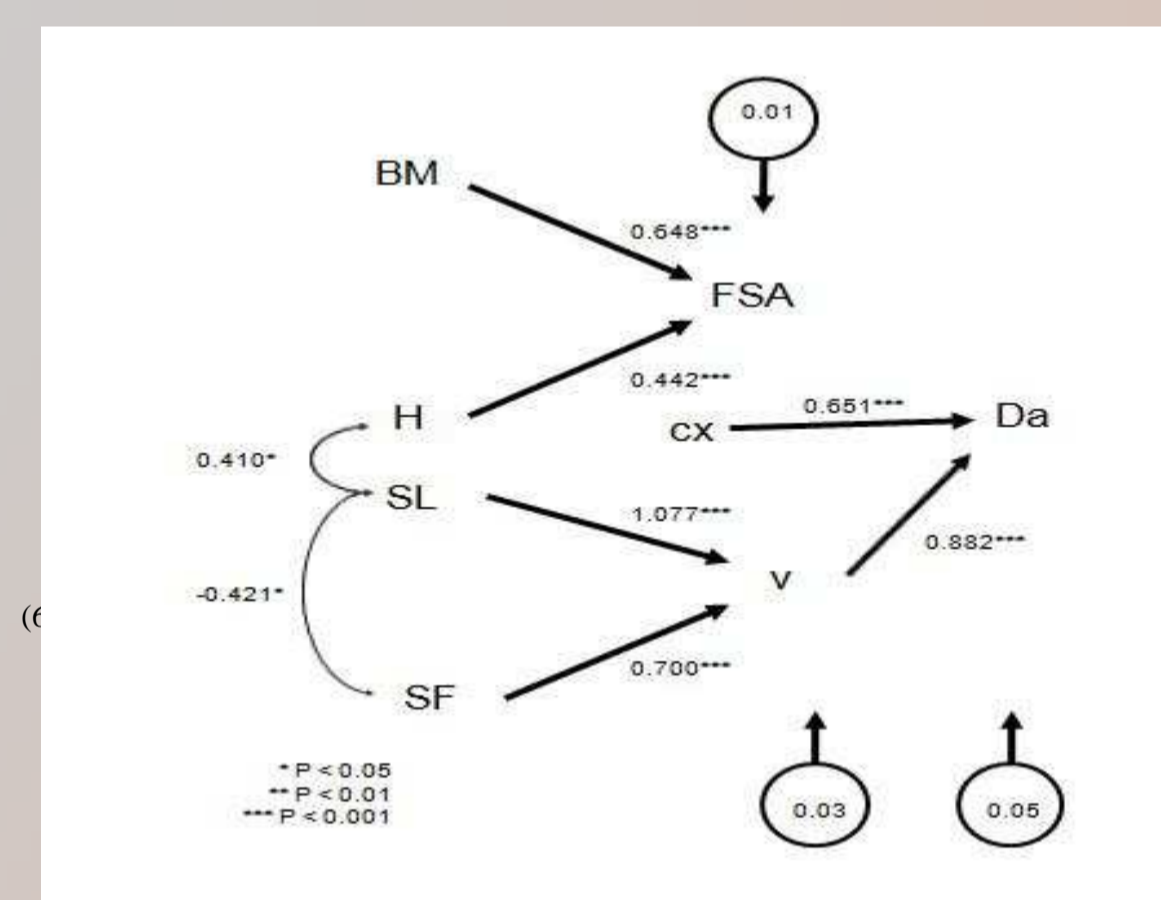 0.01
BM
0.648***
FSA
0.442***
H
cx
0.651***
Da
0.410*
SL
1.077***
0.882***
v
-0.421*
(6
0.700***
SF
* P < 0.05
** P < 0.01
*** P < 0.001
0.03
0.05